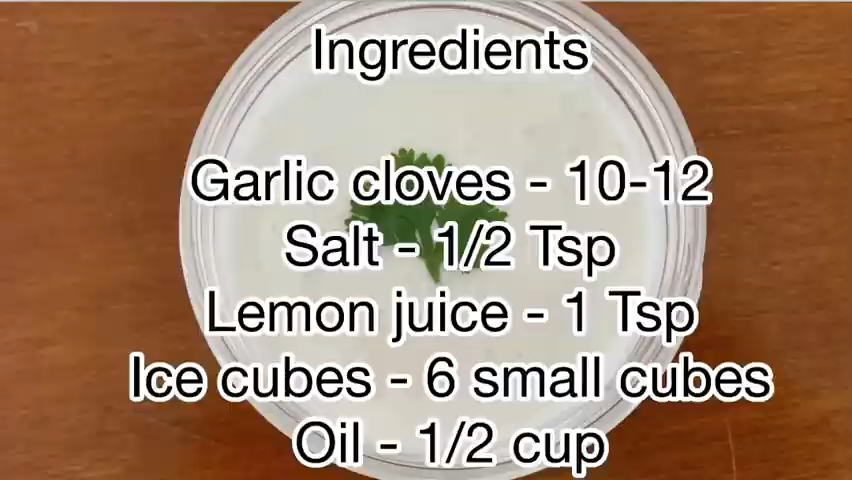 Ingredients
Garlic cloves - 10-12
Salt - 1/2 Tsp
Lemon juice - 1 Tsp
Ice cubes - 6 small cubes
Oil - 1/2 cup